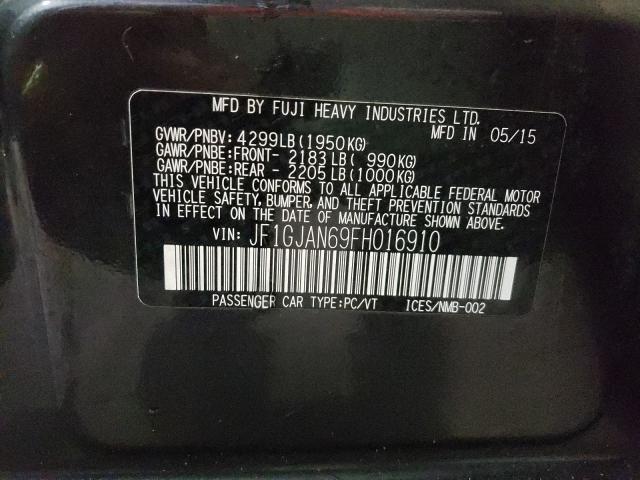 MFD BY FUJI HEAVY INDUSTRIES LTD.
MFD IN 05/15
GVWR/PNBV: 4299LB(1950KG)
GAWR/PNBE:FRONT- 2183LB( 990KG)
GAWR/PNBE:REAR - 2205LB(1000KG)
THIS VEHICLE CONFORMS TO ALL APPLICABLE FEDERAL MOTOR
VEHICLE SAFETY, BUMPER, AND THEFT PREVENTION STANDARDS
IN EFFECT ON THE DATE OF MANUFACTURE SHOWN ABOVE.
VIN: JF1GJAN69FH016910
PASSENGER CAR TYPE:PC/VT ICES/NMB-002